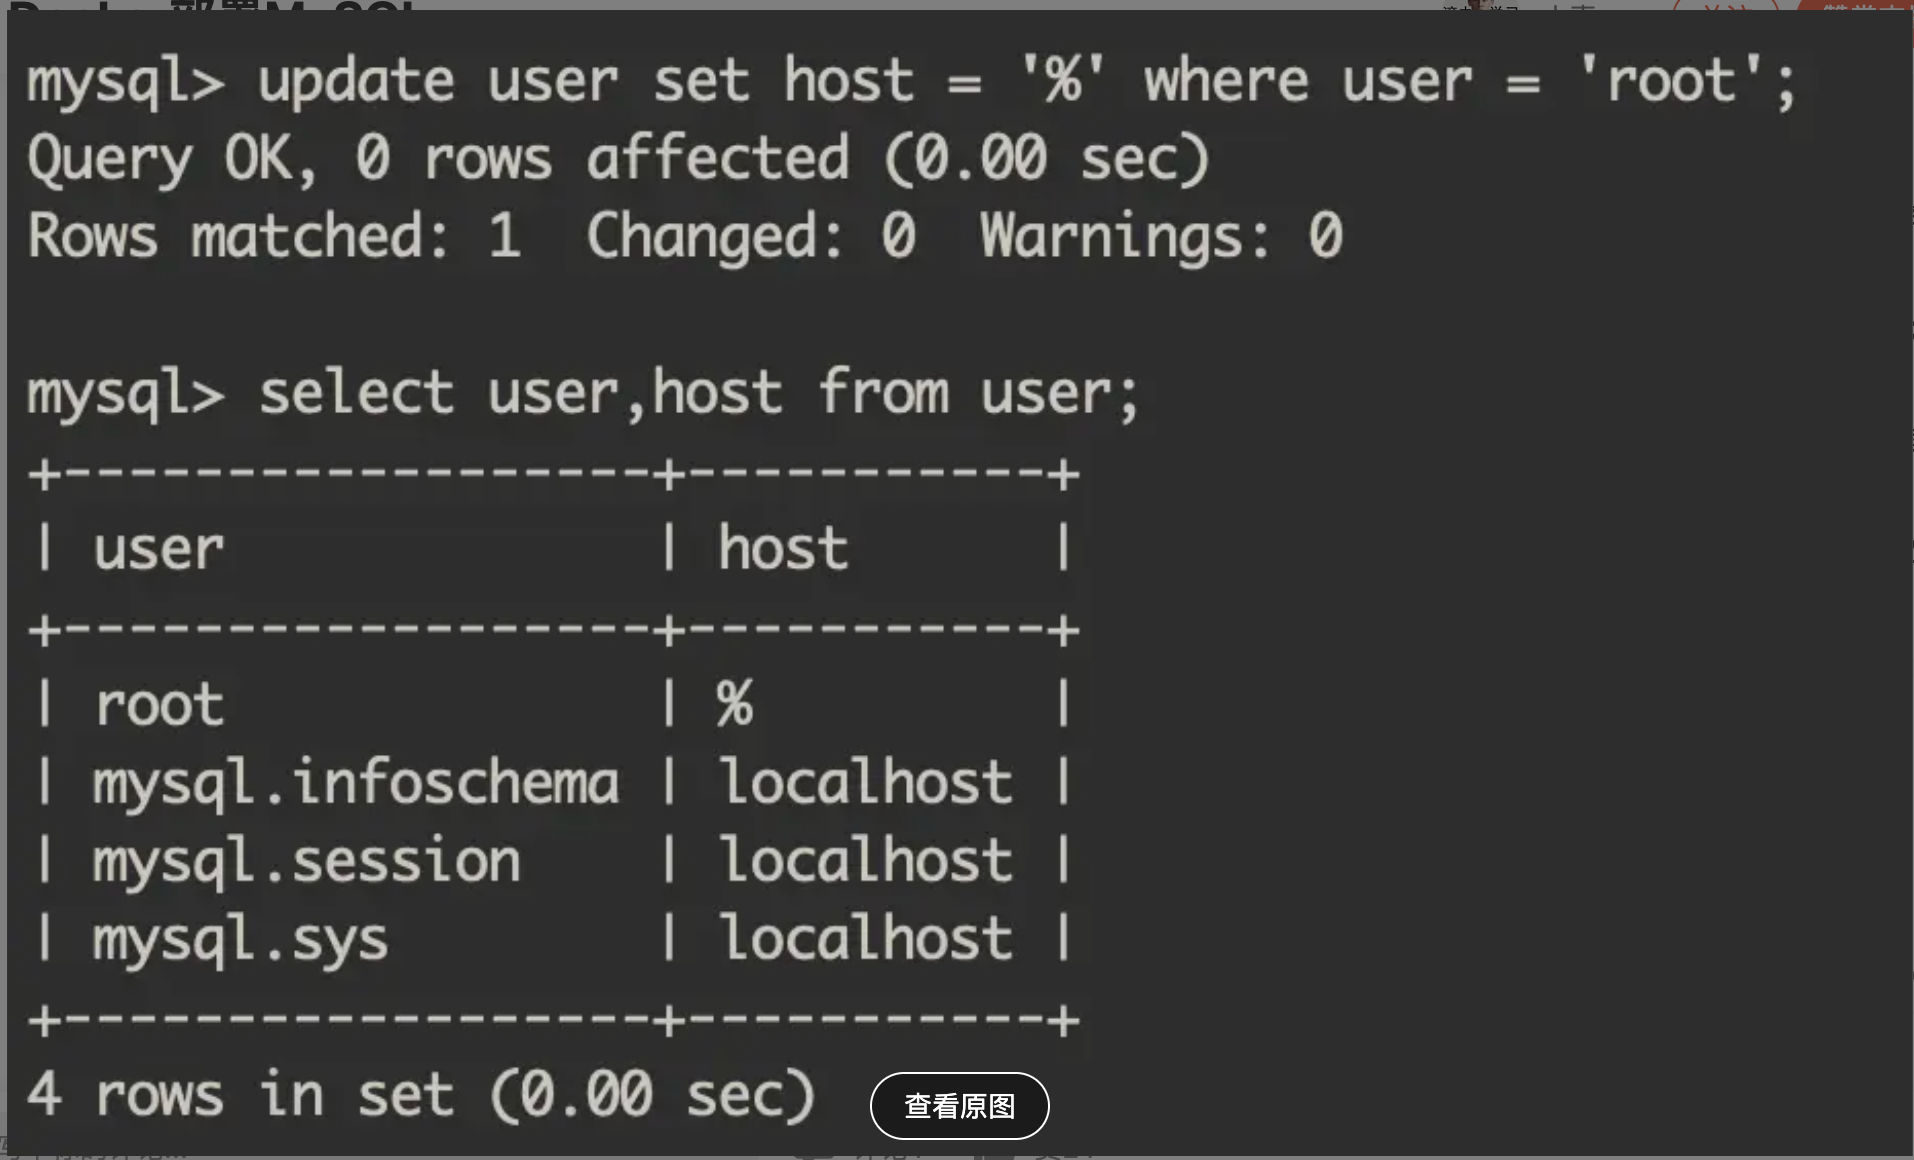 mysql> update user set host = '%' where user = 'root';
Query OK, 0 rows affected (0.00 sec)
Rows matched: 1  Changed: 0  Warnings: 0
mysql> select user,host from user;
+-------------------+-----------+
| user              | host      |
+-------------------+-----------+
| root              | %         |
| mysql.infoschema | localhost |
| mysql.session    | localhost |
| mysql.sys        | localhost |
+-------------------+-----------+
4 rows in set (0.00 sec)
查看原图